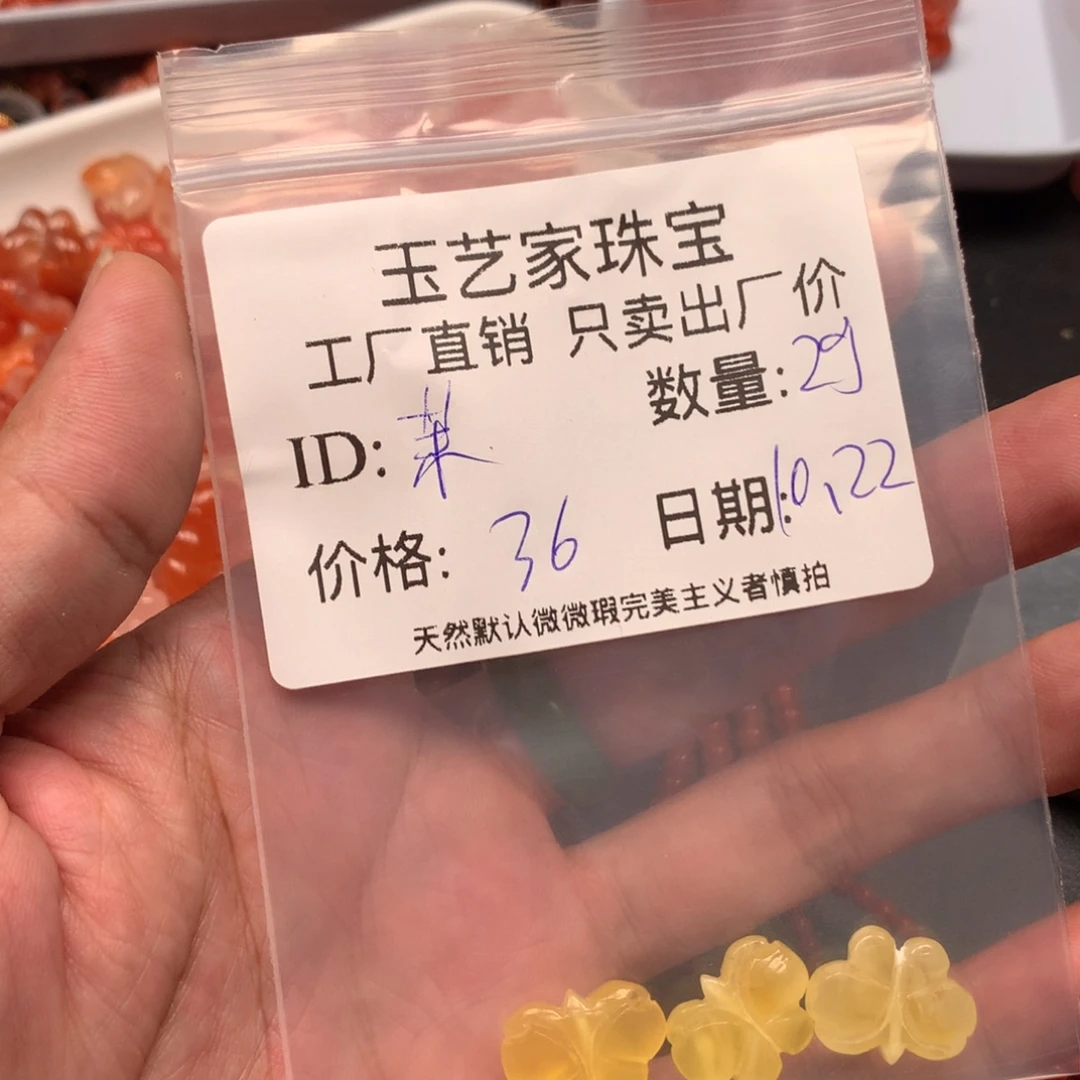 玉艺家珠宝
工厂直销 只卖出厂价
ID:
数量:
价格: 36
日期:10,22
天然默认微微瑕完美主义者慎拍